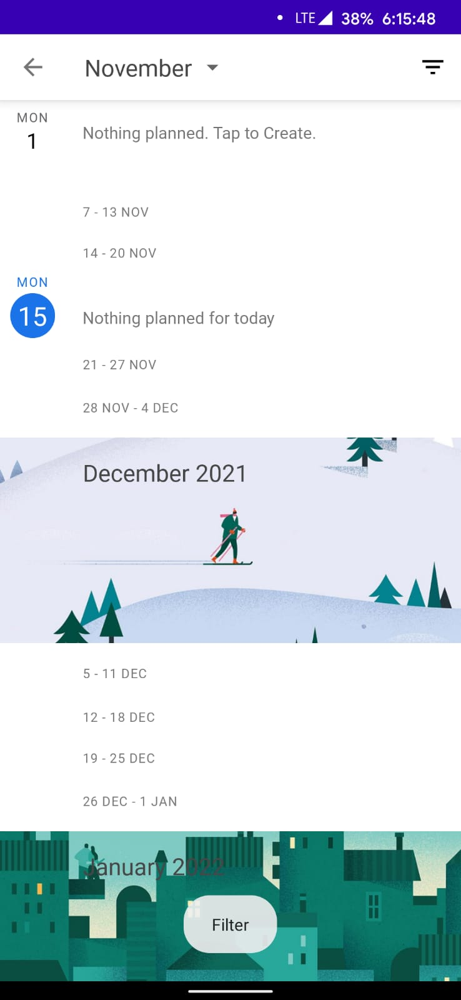 LTE 38% 6:15:48
November
MON
1
Nothing planned. Tap to Create.
7 - 13 NOV
14 - 20 NOV
MON
15
Nothing planned for today
21 - 27 NOV
28 NOV - 4 DEC
December 2021
5 - 11 DEC
12 - 18 DEC
19 - 25 DEC
26 DEC - 1 JAN
January 2022
Filter